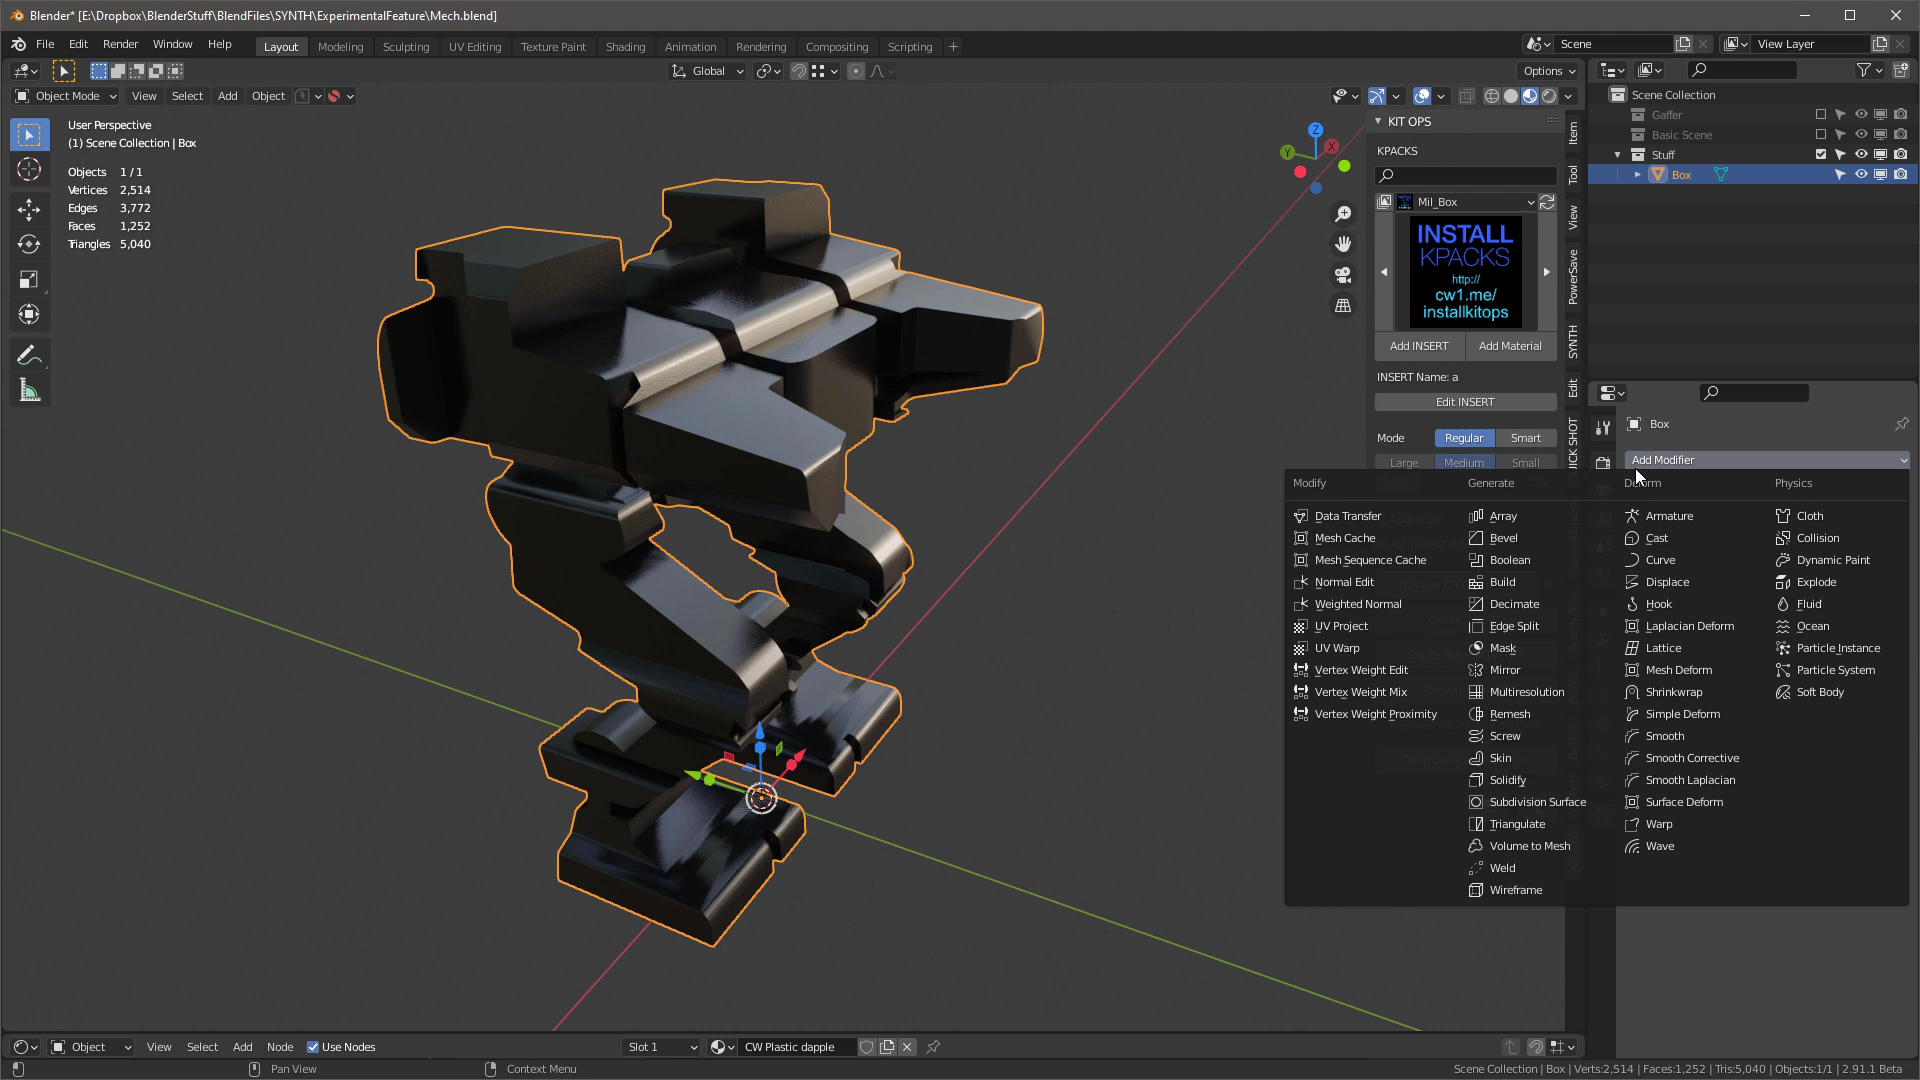 Blender* [E:\Dropbox\BlenderStuff\BlendFiles\SYNTH\ExperimentalFeature\Mech.blend]
File Edit Render Window Help Layout Modeling Sculpting UV Editing Texture Paint Shading Animation Rendering Compositing Scripting + Scene View Layer
Global Options
Object Mode View Select Add Object
User Perspective
(1) Scene Collection | Box
Objects 1 / 1
Vertices 2,514
Edges 3,772
Faces 1,252
Triangles 5,040
Z
Y
X
KIT OPS
KPACKS
Mil_Box
INSTALL
KPACKS
http://
cw1.me/
installkitops
Add INSERT Add Material
INSERT Name: a
Edit INSERT
Mode Regular Smart
Large Medium Small
Item
Tool
View
PowerSave
SYNTH
Edit
Scene Collection
Gaffer
Basic Scene
Stuff
Box
Box
Add Modifier
Modify
Data Transfer
Mesh Cache
Mesh Sequence Cache
Normal Edit
Weighted Normal
UV Project
UV Warp
Vertex Weight Edit
Vertex Weight Mix
Vertex Weight Proximity
Generate
Array
Bevel
Boolean
Build
Decimate
Edge Split
Mask
Mirror
Multiresolution
Remesh
Screw
Skin
Solidify
Subdivision Surface
Triangulate
Volume to Mesh
Weld
Wireframe
Deform
Armature
Cast
Curve
Displace
Hook
Laplacian Deform
Lattice
Mesh Deform
Shrinkwrap
Simple Deform
Smooth
Smooth Corrective
Smooth Laplacian
Surface Deform
Warp
Wave
Physics
Cloth
Collision
Dynamic Paint
Explode
Fluid
Ocean
Particle Instance
Particle System
Soft Body
Object View Select Add Node Use Nodes Slot 1 CW Plastic dapple
Pan View Context Menu Scene Collection | Box | Verts:2,514 | Faces:1,252 | Tris:5,040 | Objects:1/1 | 2.91.1 Beta